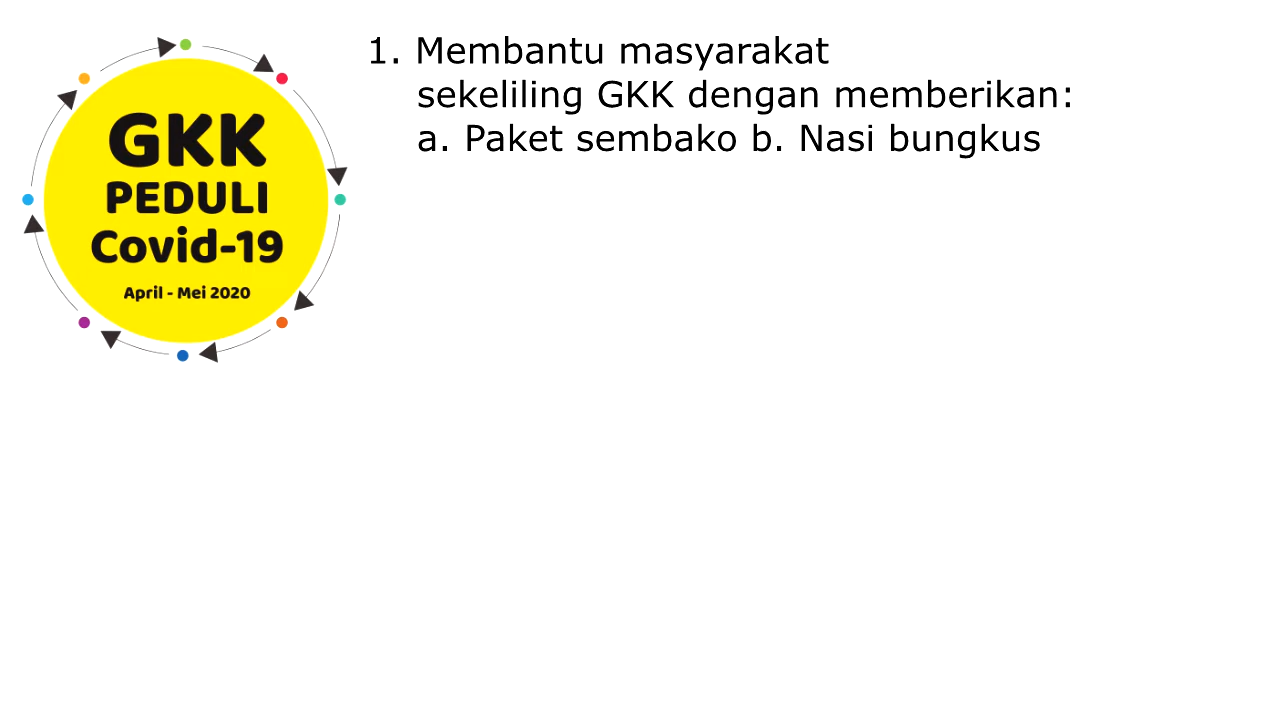 GKK
PEDULI
Covid-19
April - Mei 2020
1. Membantu masyarakat
sekeliling GKK dengan memberikan:
a. Paket sembako b. Nasi bungkus